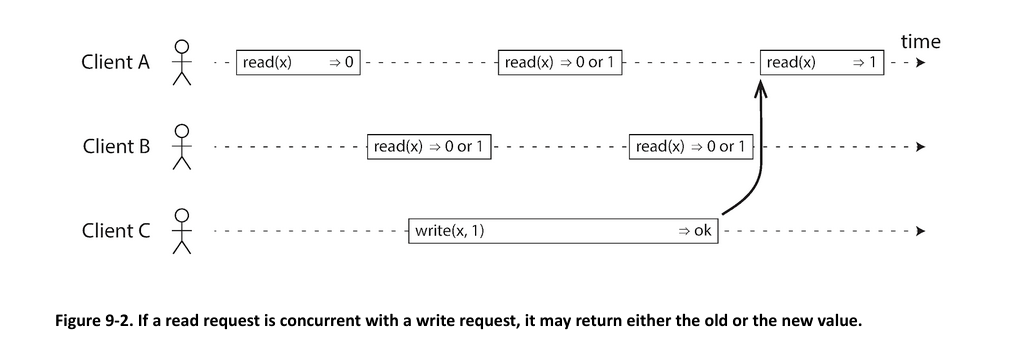 time
Client A read(x) ⇒ 0 read(x) ⇒ 0 or 1 read(x) ⇒ 1
Client B read(x) ⇒ 0 or 1 read(x) ⇒ 0 or 1
Client C write(x, 1) ⇒ ok
Figure 9-2. If a read request is concurrent with a write request, it may return either the old or the new value.